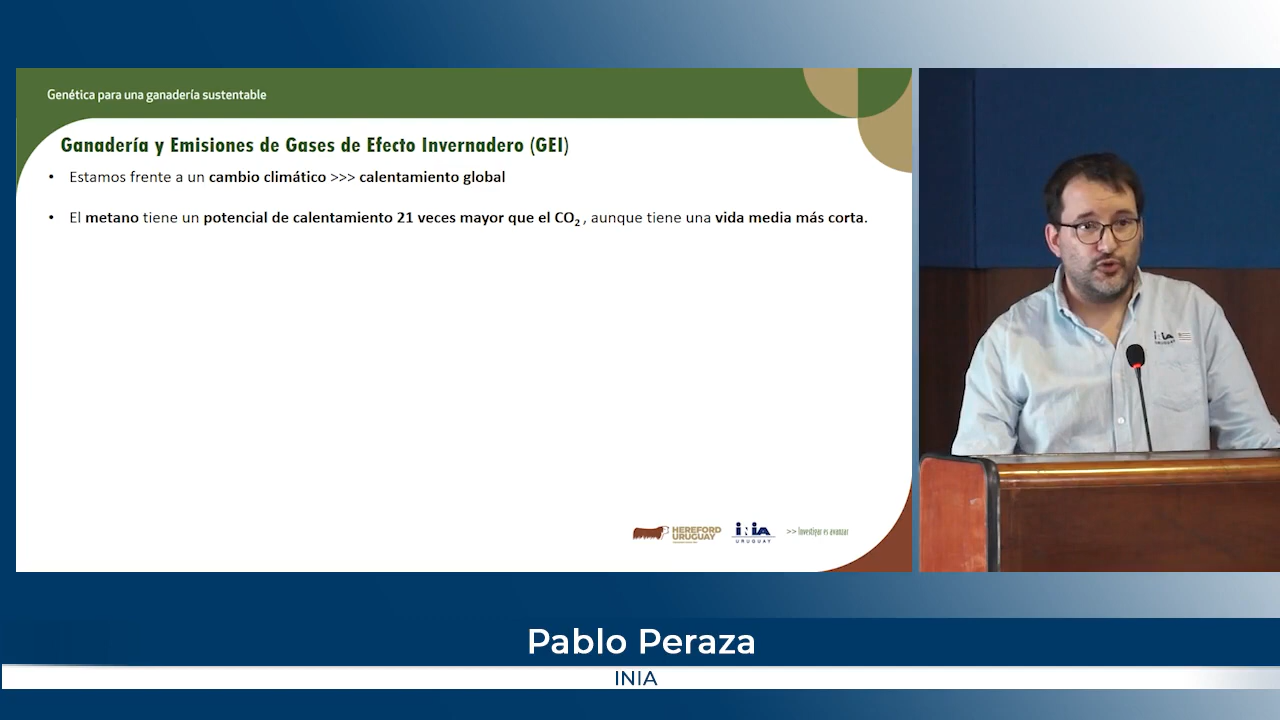 Genética para una ganadería sustentable
Ganadería y Emisiones de Gases de Efecto Invernadero (GEI)
• Estamos frente a un cambio climático >>> calentamiento global
• El metano tiene un potencial de calentamiento 21 veces mayor que el CO₂ , aunque tiene una vida media más corta.
HEREFORD
URUGUAY
INIA
URUGUAY
>> Investigar es avanzar
INIA
URUGUAY
Pablo Peraza
INIA